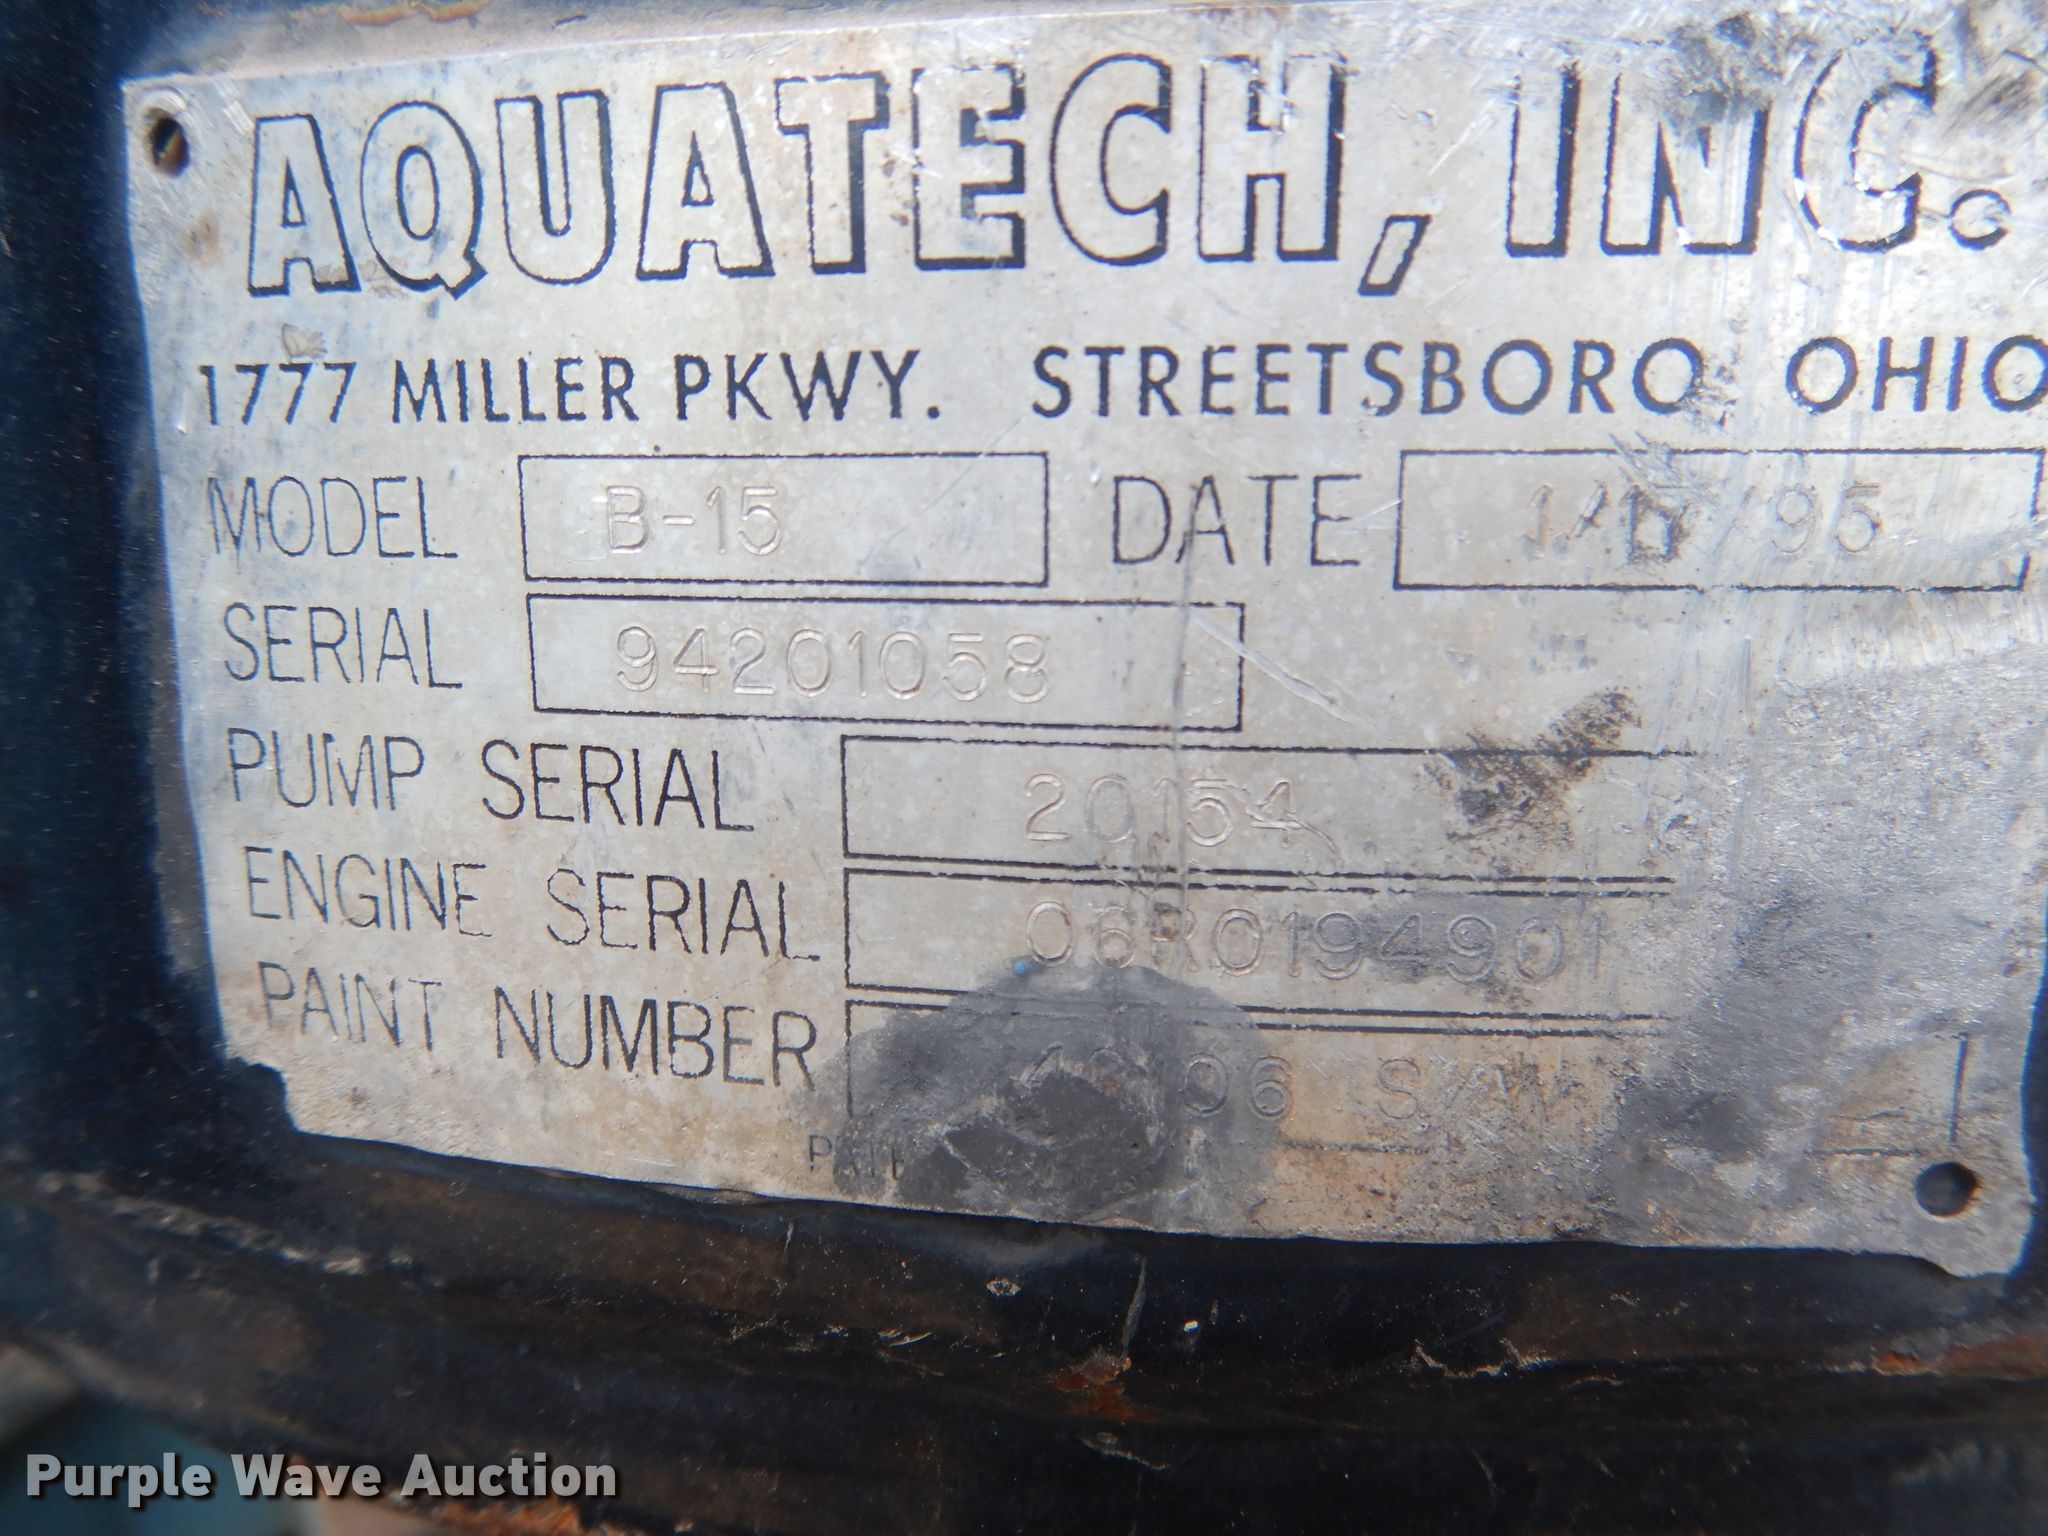 AQUATECH, INC.
1777 MILLER PKWY. STREETSBORO OHIO
MODEL B-15 DATE
SERIAL 94201058
PUMP SERIAL 20154
ENGINE SERIAL 06R0194901
PAINT NUMBER S/W
Purple Wave Auction